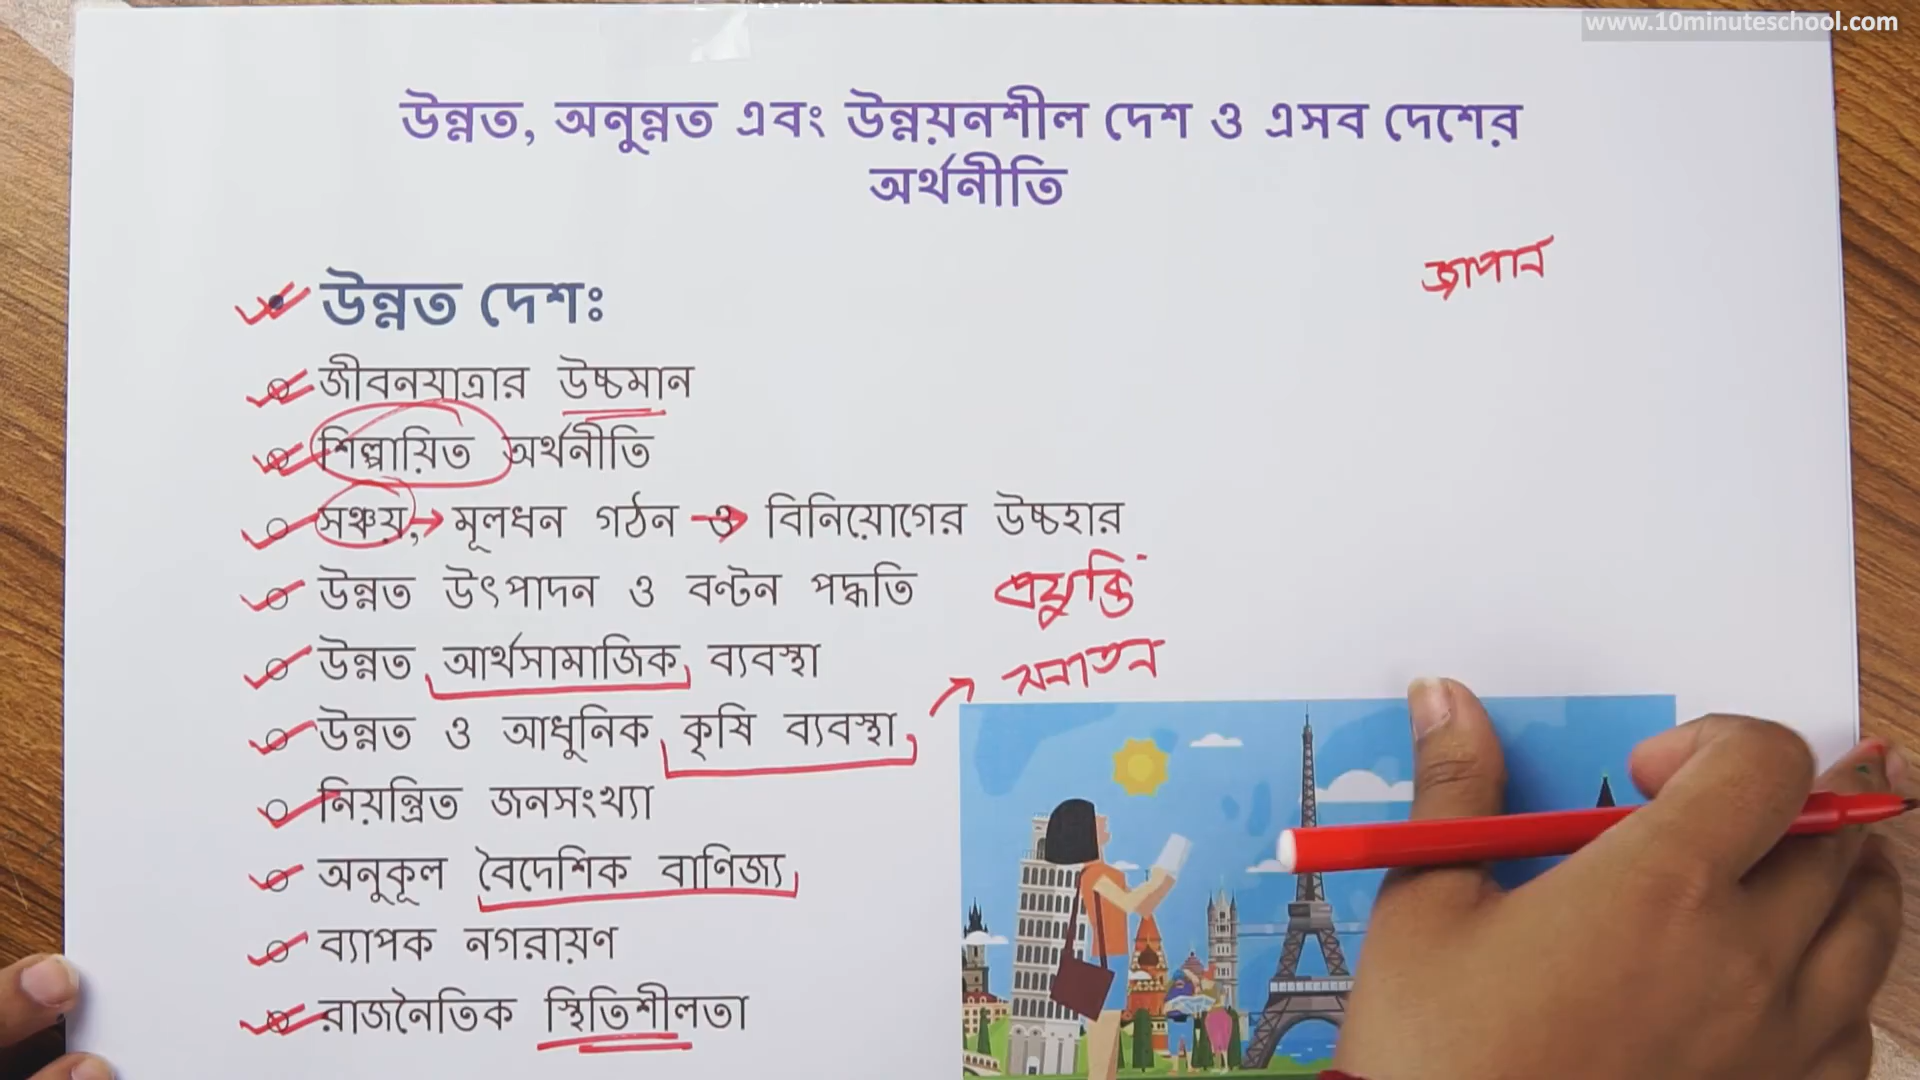 www.10minuteschool.com
উন্নত, অনুন্নত এবং উন্নয়নশীল দেশ ও এসব দেশের
অর্থনীতি
জাপান
উন্নত দেশঃ
জীবনযাত্রার উচ্চমান
শিল্পায়িত অর্থনীতি
সঞ্চয়, মূলধন গঠন ও বিনিয়োগের উচ্চহার
উন্নত উৎপাদন ও বণ্টন পদ্ধতি প্রযুক্তি
উন্নত আর্থসামাজিক ব্যবস্থা সনাতন
উন্নত ও আধুনিক কৃষি ব্যবস্থা
নিয়ন্ত্রিত জনসংখ্যা
অনুকূল বৈদেশিক বাণিজ্য
ব্যাপক নগরায়ণ
রাজনৈতিক স্থিতিশীলতা